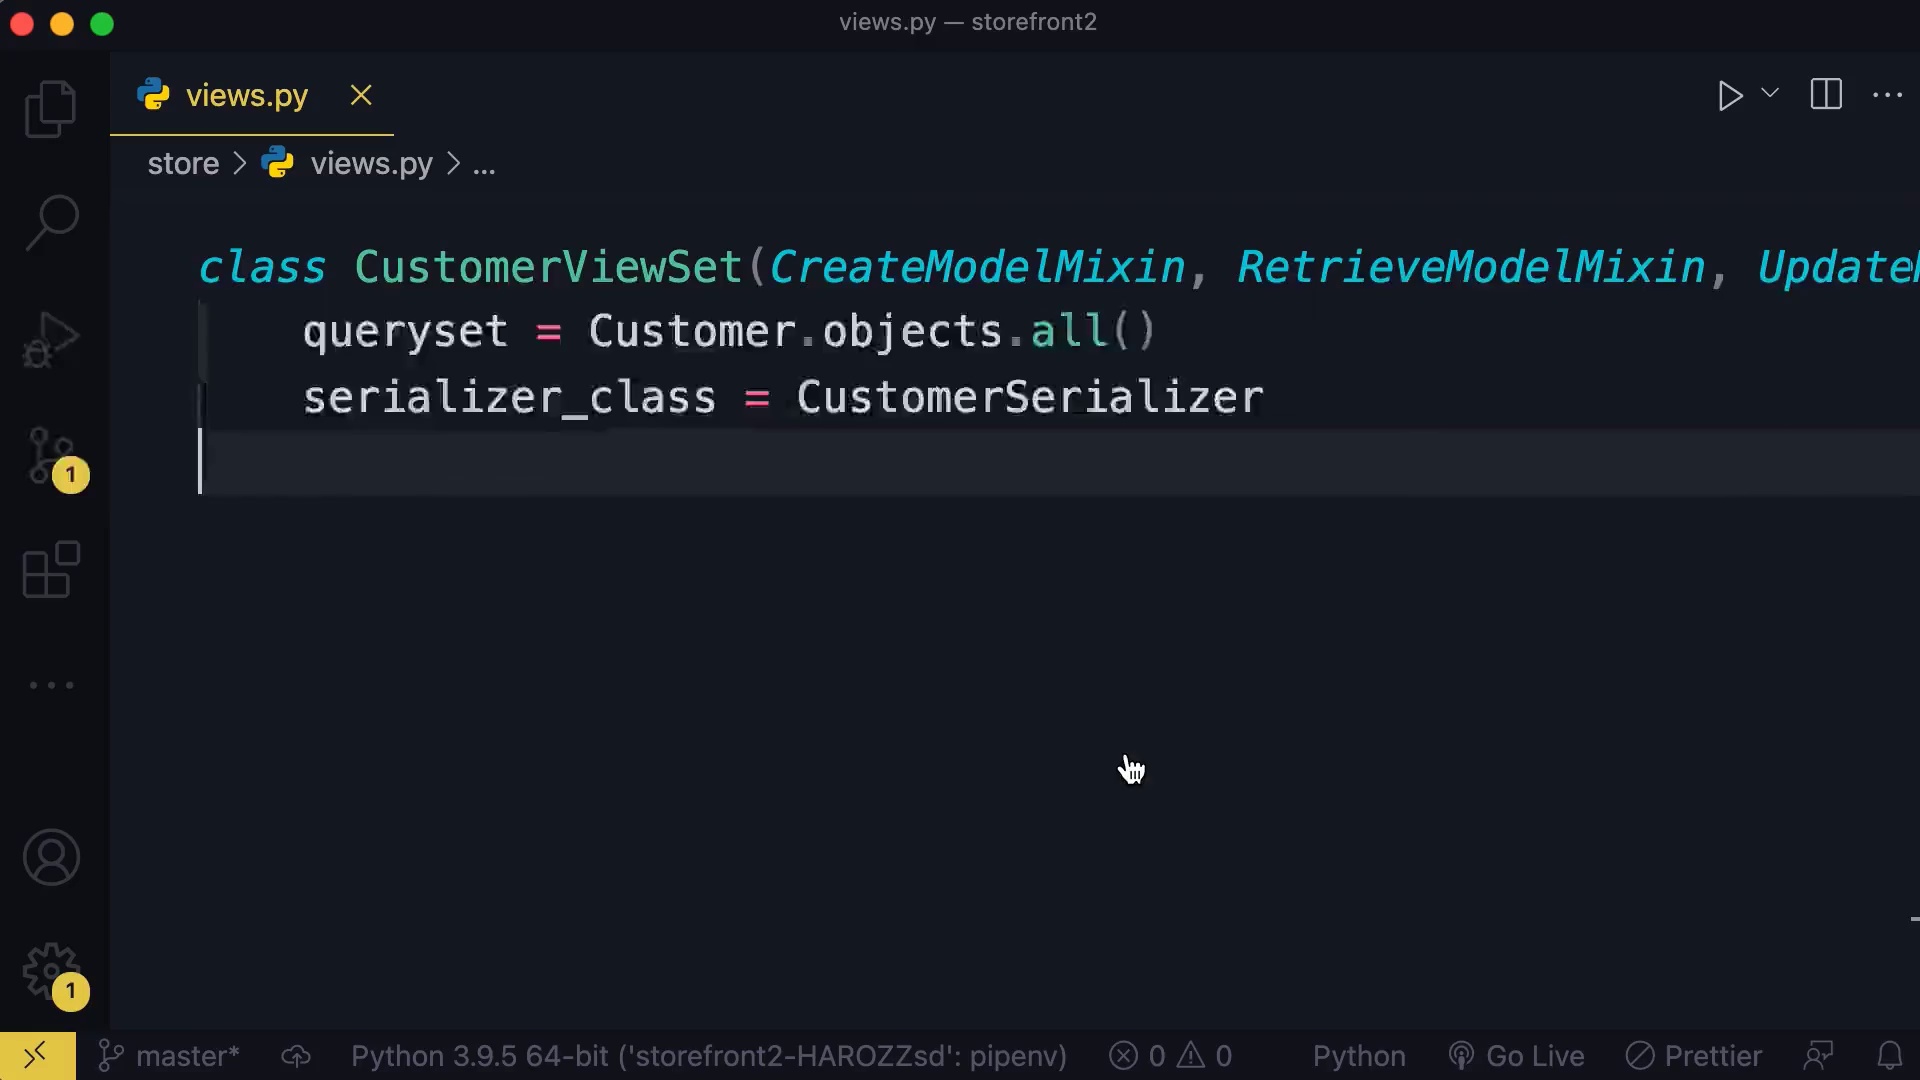 views.py — storefront2
views.py
store > views.py > ...
class CustomerViewSet(CreateModelMixin, RetrieveModelMixin, Update
queryset = Customer.objects.all()
serializer_class = CustomerSerializer
1
1
master* Python 3.9.5 64-bit ('storefront2-HAROZZsd': pipenv) 0 0 Python Go Live Prettier